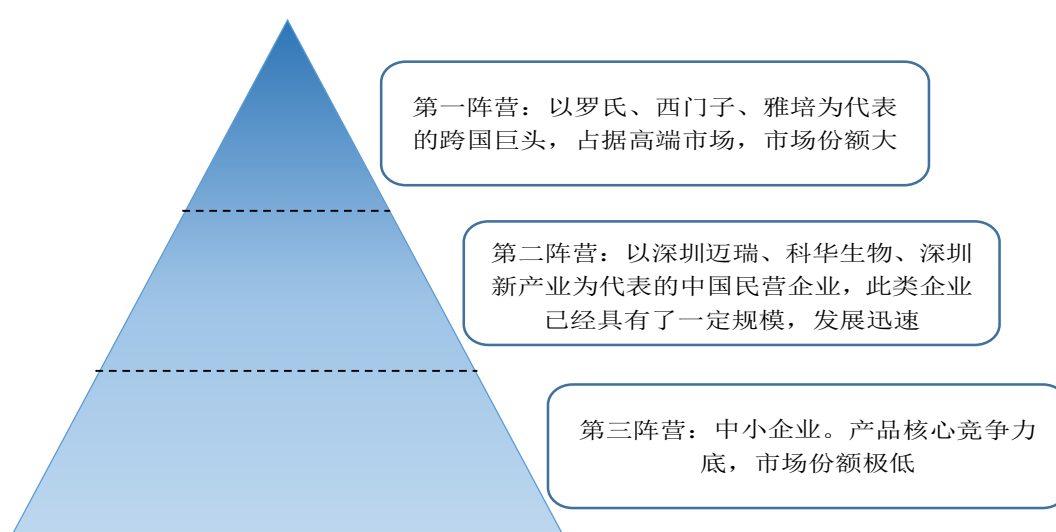 第一阵营：以罗氏、西门子、雅培为代表
的跨国巨头，占据高端市场，市场份额大
第二阵营：以深圳迈瑞、科华生物、深圳
新产业为代表的中国民营企业，此类企业
已经具有了一定规模，发展迅速
第三阵营：中小企业。产品核心竞争力
底，市场份额极低